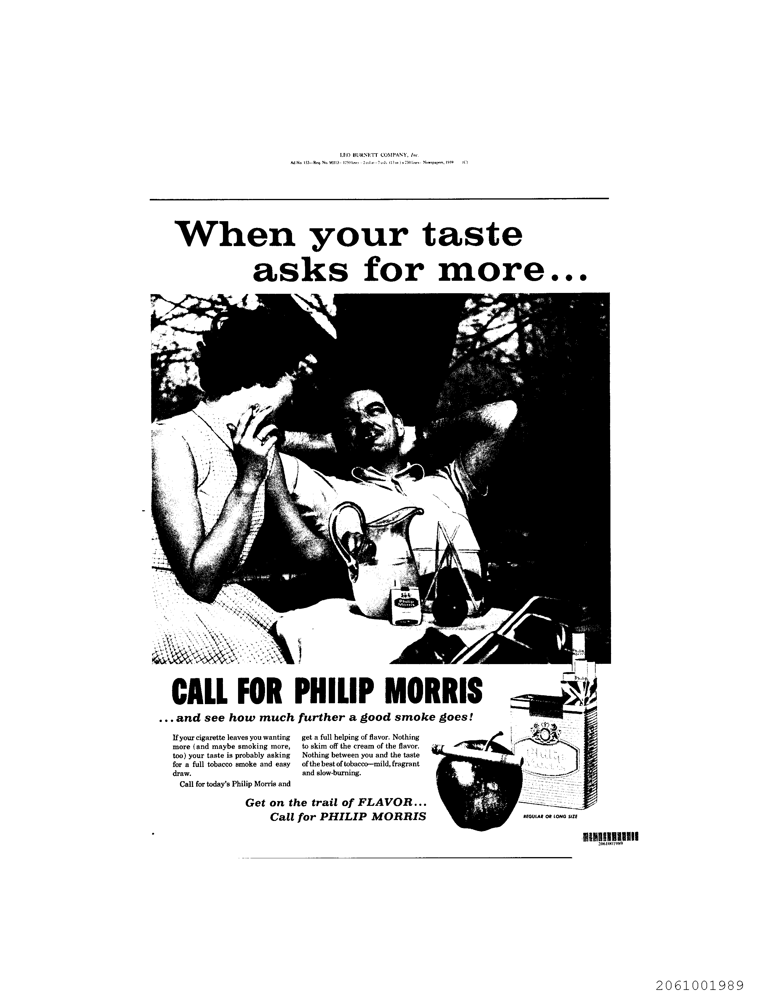 LEO BURNETT COMPANY, Inc.
When your taste
asks for more...
Philip
Morris
CALL FOR PHILIP MORRIS
...and see how much further a good smoke goes!
If your cigarette leaves you wanting
more (and maybe smoking more,
too) your taste is probably asking
for a full tobacco smoke and easy
draw.
Call for today's Philip Morris and
get a full helping of flavor. Nothing
to skim off the cream of the flavor.
Nothing between you and the taste
of the best of tobacco—mild, fragrant
and slow-burning.
Get on the trail of FLAVOR...
Call for PHILIP MORRIS
REGULAR OR LONG SIZE
2061001989
2061001989